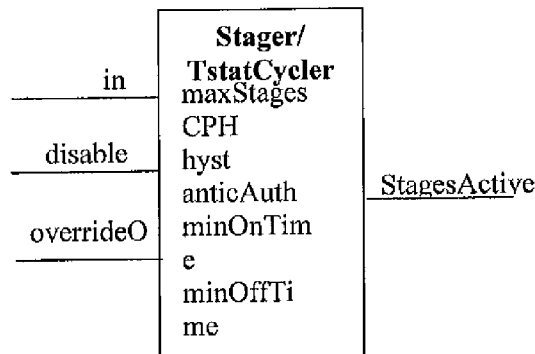 Stager/
TstatCycler
in
maxStages
CPH
disable
hyst
anticAuth
StagesActive
overrideO
minOnTim
e
minOffTi
me